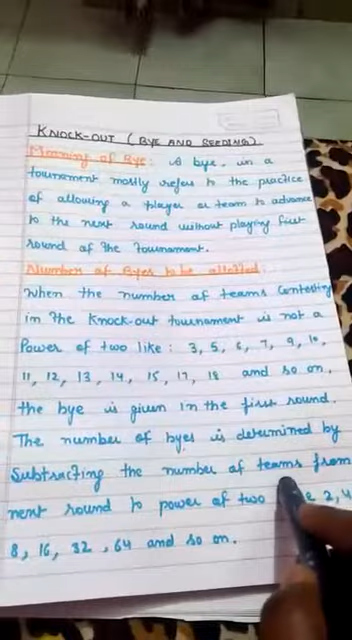 KNOCK-OUT (BYE AND SEEDING).
Meaning of Bye: A bye, in a
tournament mostly refers to the practice
of allowing a player or team to advance
to the next round without playing first
round of the tournament.
Number of Byes to be allotted:
When the number of teams contesting
in the knock-out tournament is not a
Power of two like: 3, 5, 6, 7, 9, 10,
11, 12, 13, 14, 15, 17, 18 and so on,
the bye is given in the first round.
The number of byes is determined by
Subtracting the number of teams from
next round to power of two 2, 4
8, 16, 32, 64 and so on.